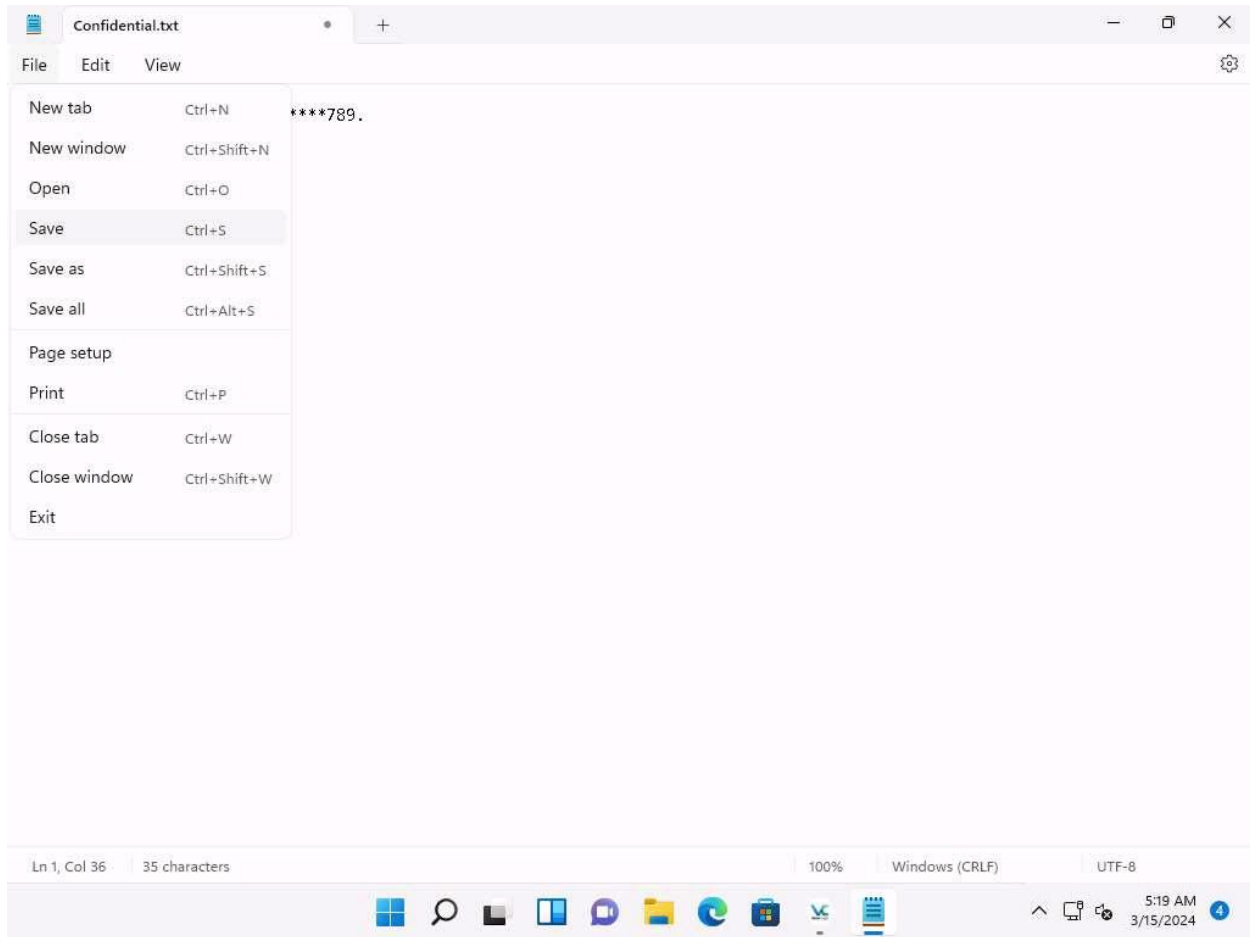 Confidential.txt
File Edit View
New tab Ctrl+N ****789.
New window Ctrl+Shift+N
Open Ctrl+O
Save Ctrl+S
Save as Ctrl+Shift+S
Save all Ctrl+Alt+S
Page setup
Print Ctrl+P
Close tab Ctrl+W
Close window Ctrl+Shift+W
Exit
Ln 1, Col 36 35 characters 100% Windows (CRLF) UTF-8
5:19 AM
3/15/2024 4